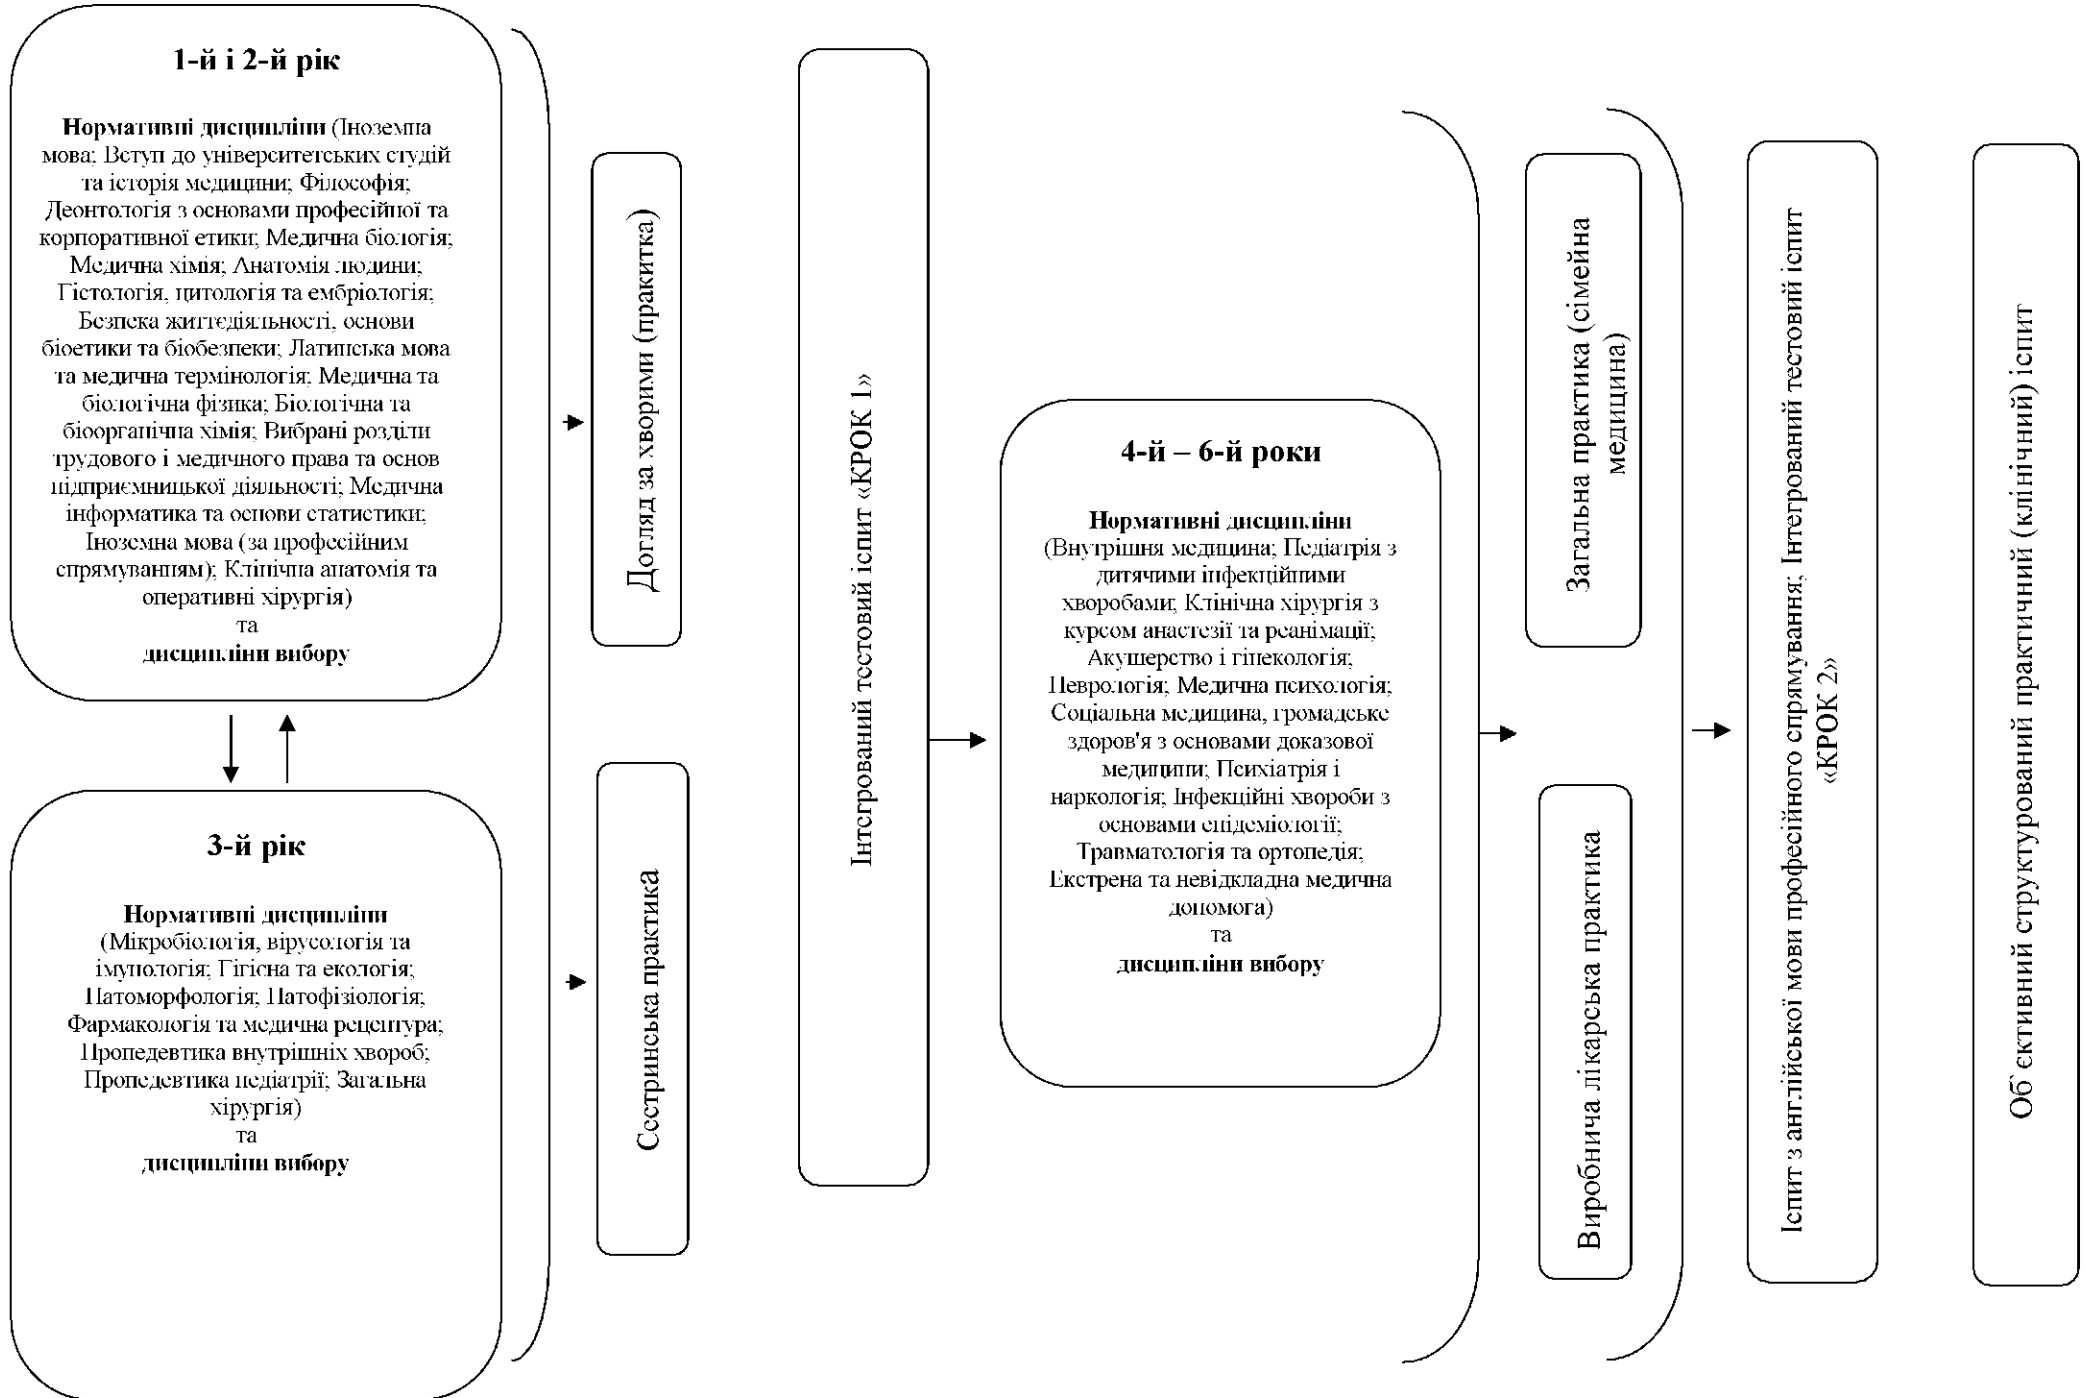 1-й і 2-й рік
Нормативні дисципліни (Іноземна
мова; Вступ до університетських студій
та історія медицини; Філософія;
Деонтологія з основами професійної та
корпоративної етики; Медична біологія;
Медична хімія; Анатомія людини;
Гістологія, цитологія та ембріологія;
Безпека життєдіяльності, основи
біоетики та біобезпеки; Латинська мова
та медична термінологія; Медична та
біологічна фізика; Біологічна та
біоорганічна хімія; Вибрані розділи
трудового і медичного права та основ
підприємницької діяльності; Медична
інформатика та основи статистики;
Іноземна мова (за професійним
спрямуванням); Клінічна анатомія та
оперативні хірургія)
та
дисципліни вибору
3-й рік
Нормативні дисципліни
(Мікробіологія, вірусологія та
імунологія; Гігієна та екологія;
Патоморфологія; Патофізіологія;
Фармакологія та медична рецептура;
Пропедевтика внутрішніх хвороб;
Пропедевтика педіатрії; Загальна
хірургія)
та
дисципліни вибору
Догляд за хворими (пракитка)
Сестринська практика
Інтегрований тестовий іспит «КРОК 1»
4-й – 6-й роки
Нормативні дисципліни
(Внутрішня медицина; Педіатрія з
дитячими інфекційними
хворобами; Клінічна хірургія з
курсом анастезії та реанімації;
Акушерство і гінекологія;
Неврологія; Медична психологія;
Соціальна медицина, громадське
здоров'я з основами доказової
медицини; Психіатрія і
наркологія; Інфекційні хвороби з
основами епідеміології;
Травматологія та ортопедія;
Екстрена та невідкладна медична
допомога)
та
дисципліни вибору
Загальна практика (сімейна
медицина)
Виробнича лікарська практика
Іспит з англійської мови професійного спрямування; Інтегрований тестовий іспит
«КРОК 2»
Об'єктивний структурований практичний (клінічний) іспит